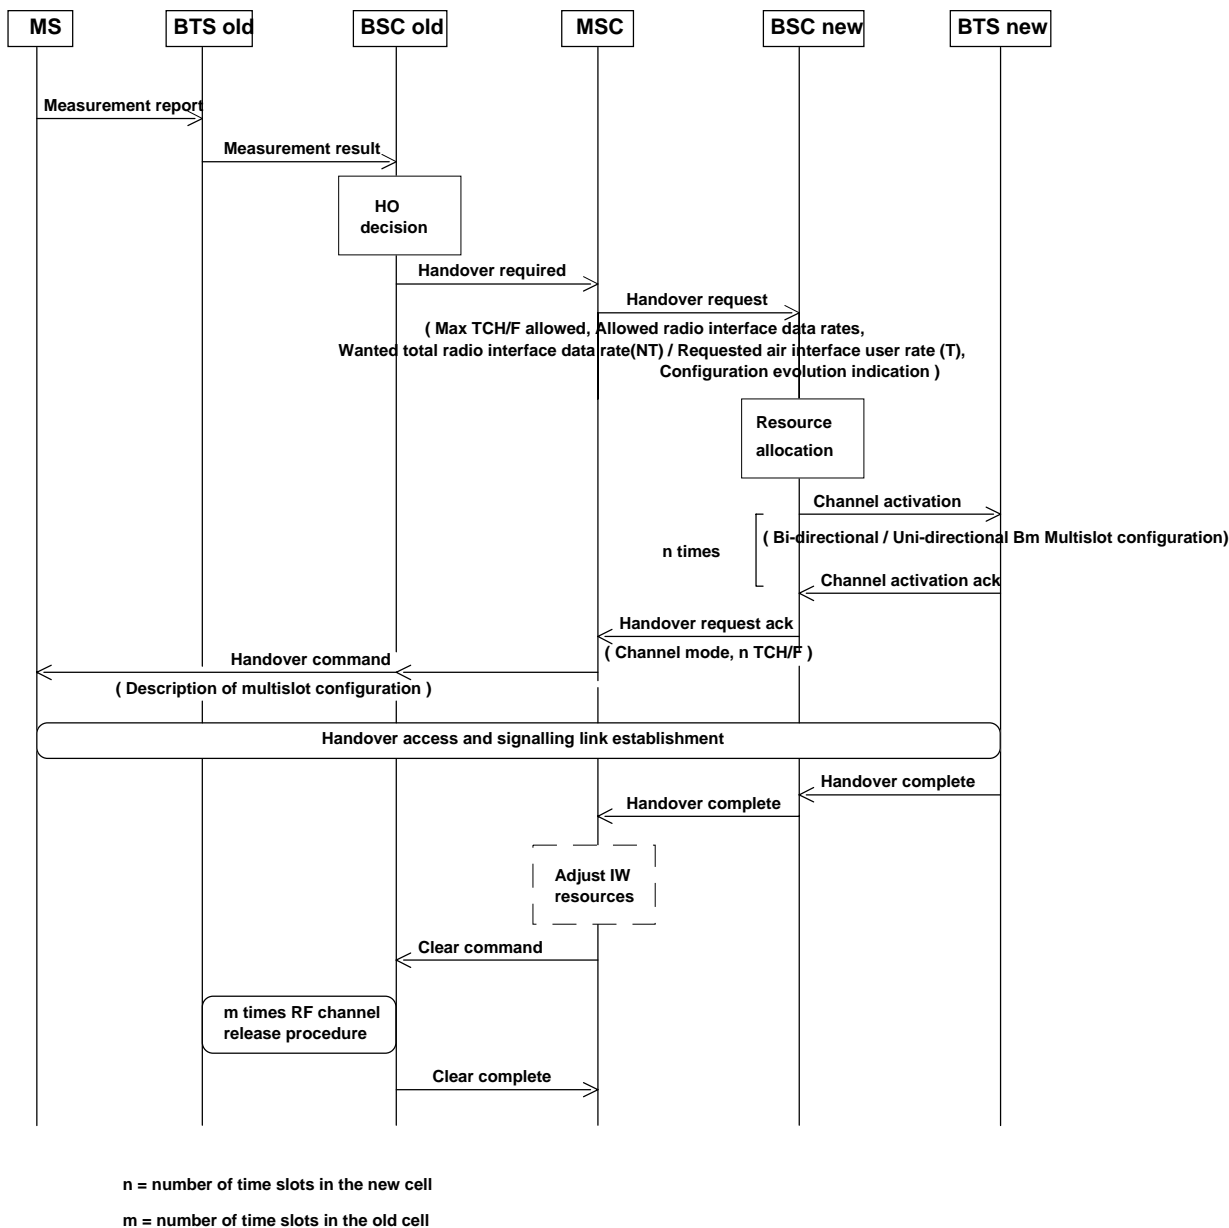 MS
BTS old
BSC old
MSC
BSC new
BTS new
Measurement report
Measurement result
HO
decision
Handover required
Handover request
( Max TCH/F allowed, Allowed radio interface data rates,
Wanted total radio interface data rate(NT) / Requested air interface user rate (T),
Configuration evolution indication )
Resource
allocation
Channel activation
( Bi-directional / Uni-directional Bm Multislot configuration)
n times
Channel activation ack
Handover request ack
( Channel mode, n TCH/F )
Handover command
( Description of multislot configuration )
Handover access and signalling link establishment
Handover complete
Handover complete
Adjust IW
resources
Clear command
m times RF channel
release procedure
Clear complete
n = number of time slots in the new cell
m = number of time slots in the old cell